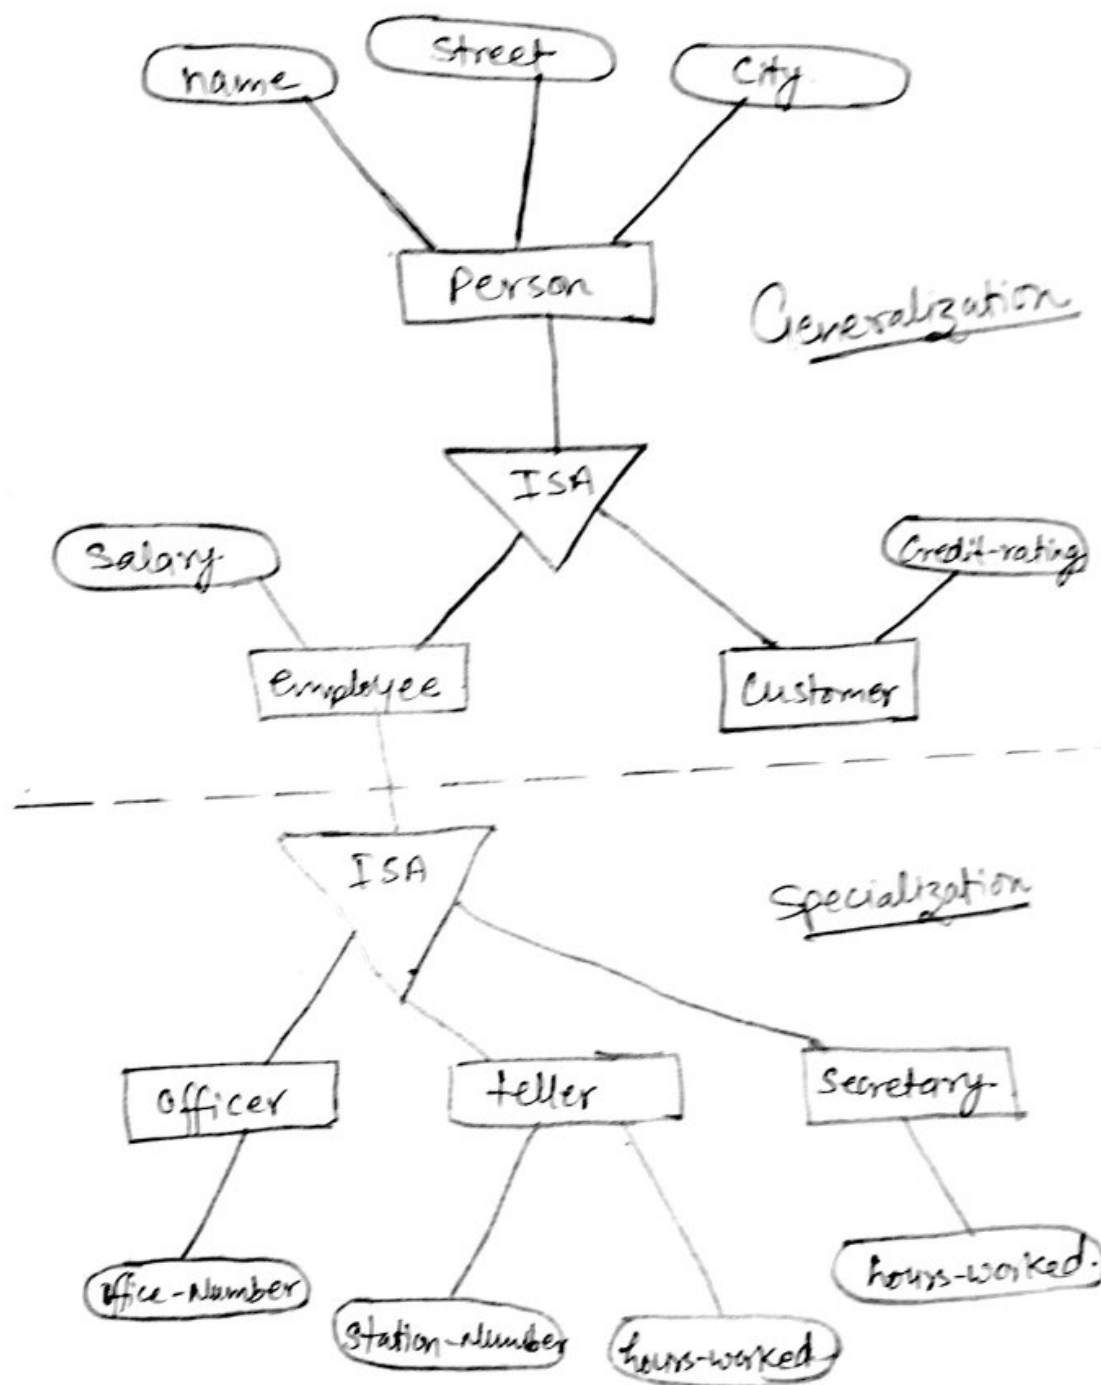 name
Street
City
Person
Generalization
ISA
Salary
Credit-rating
employee
Customer
ISA
Specialization
Officer
teller
Secretary
Office-Number
Station-Number
hours-worked
hours-worked.